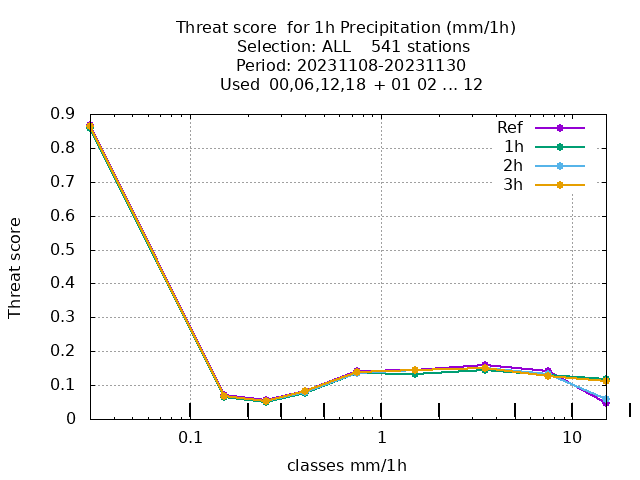 Threat score for 1h Precipitation (mm/1h)
Selection: ALL 541 stations
Period: 20231108-20231130
Used 00,06,12,18 + 01 02 ... 12
Ref
1h
2h
3h
0.9
0.8
0.7
0.6
0.5
0.4
0.3
0.2
0.1
0
Threat score
0.1 1 10
classes mm/1h